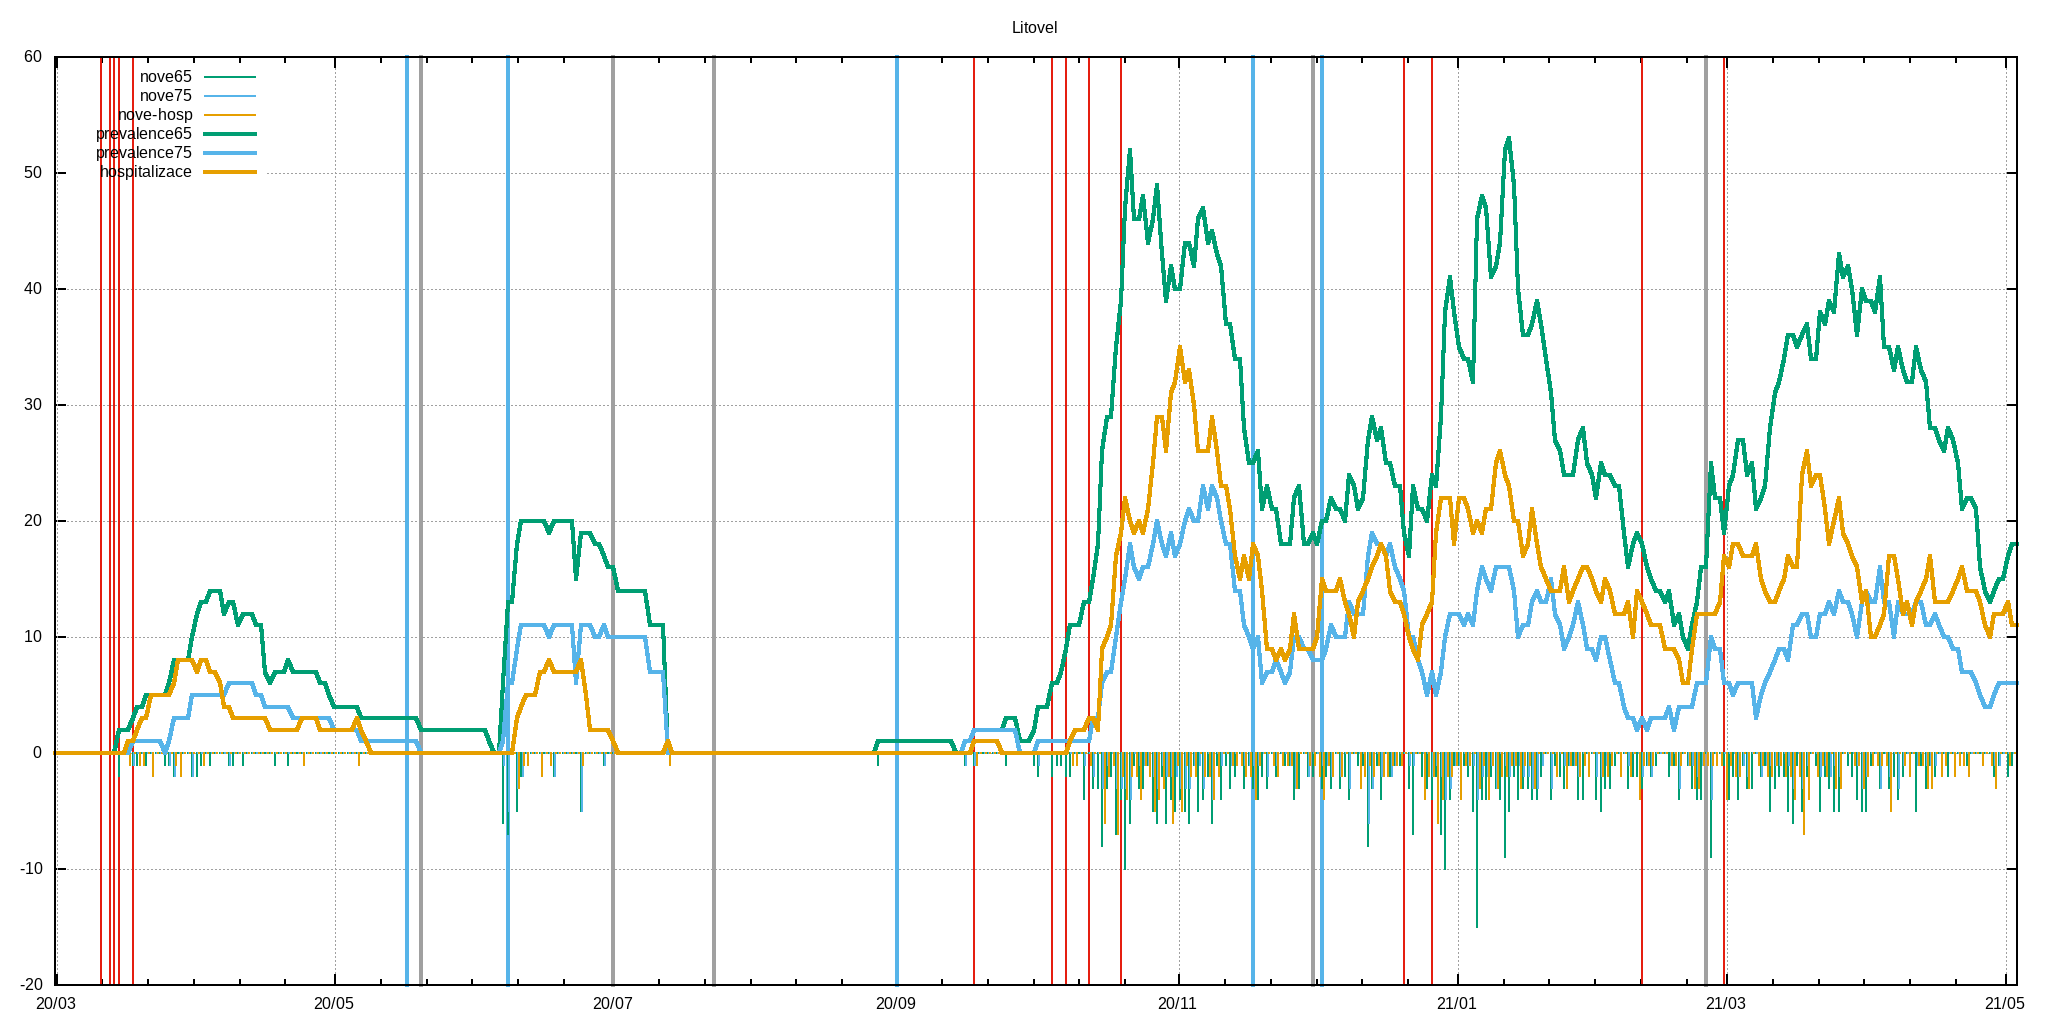 Litovel
60
nove65
nove75
nove-hosp
prevalence65
prevalence75
hospitalizace
50
40
30
20
10
0
-10
-20
20/03 20/05 20/07 20/09 20/11 21/01 21/03 21/05